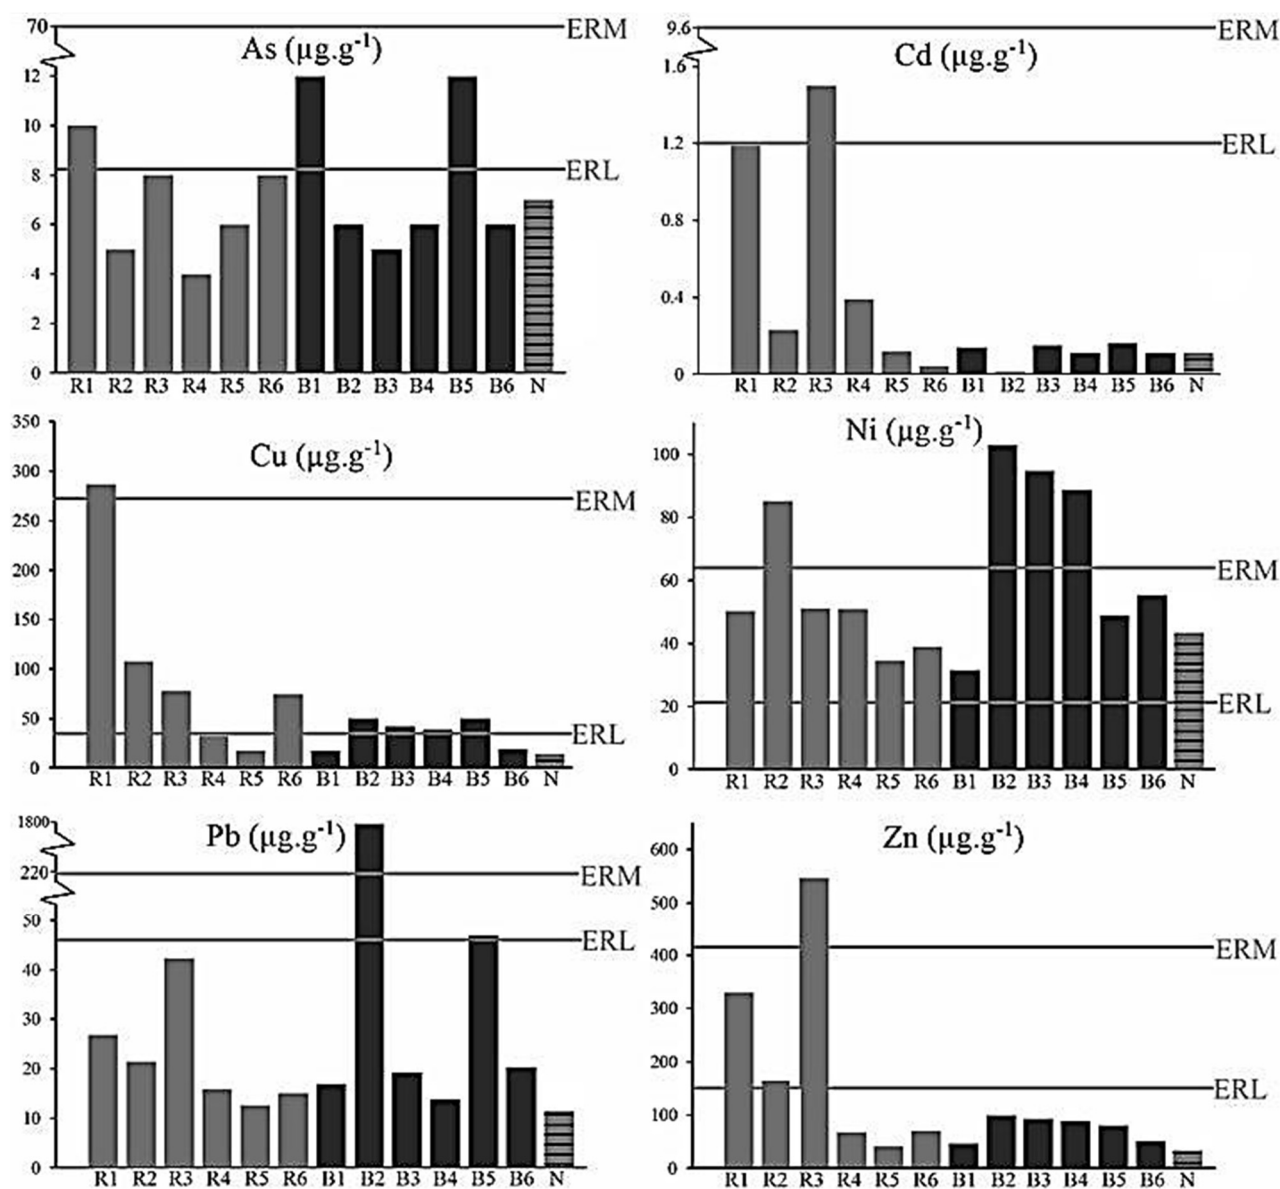 70
ERM
As (µg.g-1)
12
10
ERL
8
6
4
2
0
R1 R2 R3 R4 R5 R6 B1 B2 B3 B4 B5 B6 N
9.6
ERM
Cd (µg.g-1)
1.6
1.2
ERL
0.8
0.4
0
R1 R2 R3 R4 R5 R6 B1 B2 B3 B4 B5 B6 N
350
Cu (µg.g-1)
300
ERM
250
200
150
100
50
ERL
0
R1 R2 R3 R4 R5 R6 B1 B2 B3 B4 B5 B6 N
Ni (µg.g-1)
100
80
ERM
60
40
20
ERL
0
R1 R2 R3 R4 R5 R6 B1 B2 B3 B4 B5 B6 N
1800
Pb (µg.g-1)
220
ERM
50
ERL
40
30
20
10
0
R1 R2 R3 R4 R5 R6 B1 B2 B3 B4 B5 B6 N
Zn (µg.g-1)
600
500
ERM
400
300
200
ERL
100
0
R1 R2 R3 R4 R5 R6 B1 B2 B3 B4 B5 B6 N